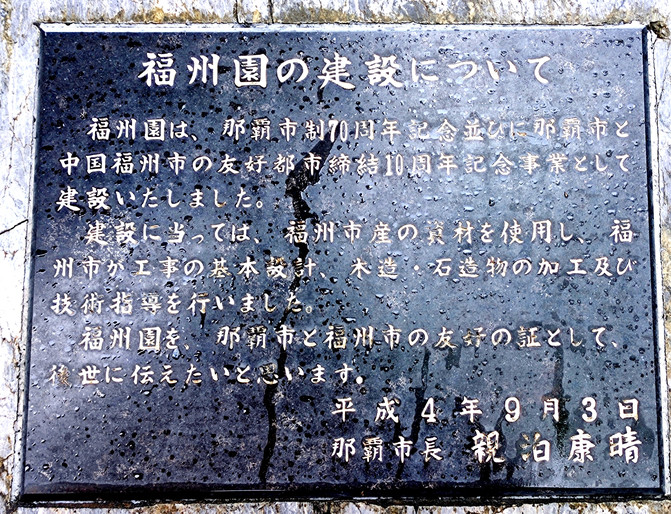 福州園の建設について
福州園は、那覇市制70周年記念並びに那覇市と
中国福州市の友好都市締結10周年記念事業として
建設いたしました。
建設に当っては、福州市産の資材を使用し、福
州市が工事の基本設計、木造・石造物の加工及び
技術指導を行いました。
福州園を、那覇市と福州市の友好の証として、
後世に伝えたいと思います。
平成4年9月3日
那覇市長 親泊康晴